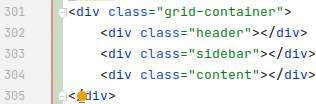 301 <div class="grid-container">
302 <div class="header"></div>
303 <div class="sidebar"></div>
304 <div class="content"></div>
305 </div>